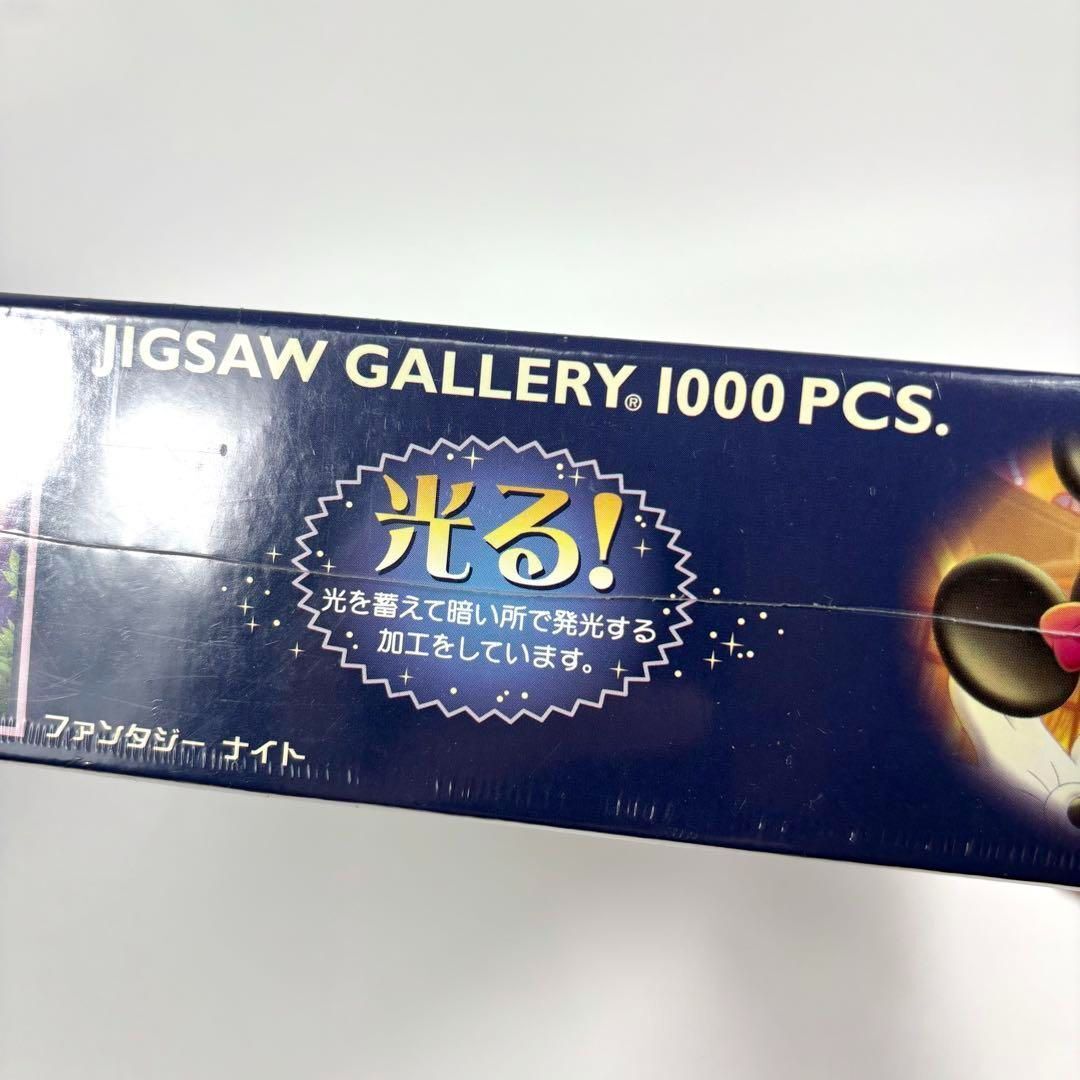 JIGSAW GALLERY® 1000 PCS.
光る!
光を蓄えて暗い所で発光する
加工をしています。
ファンタジー ナイト